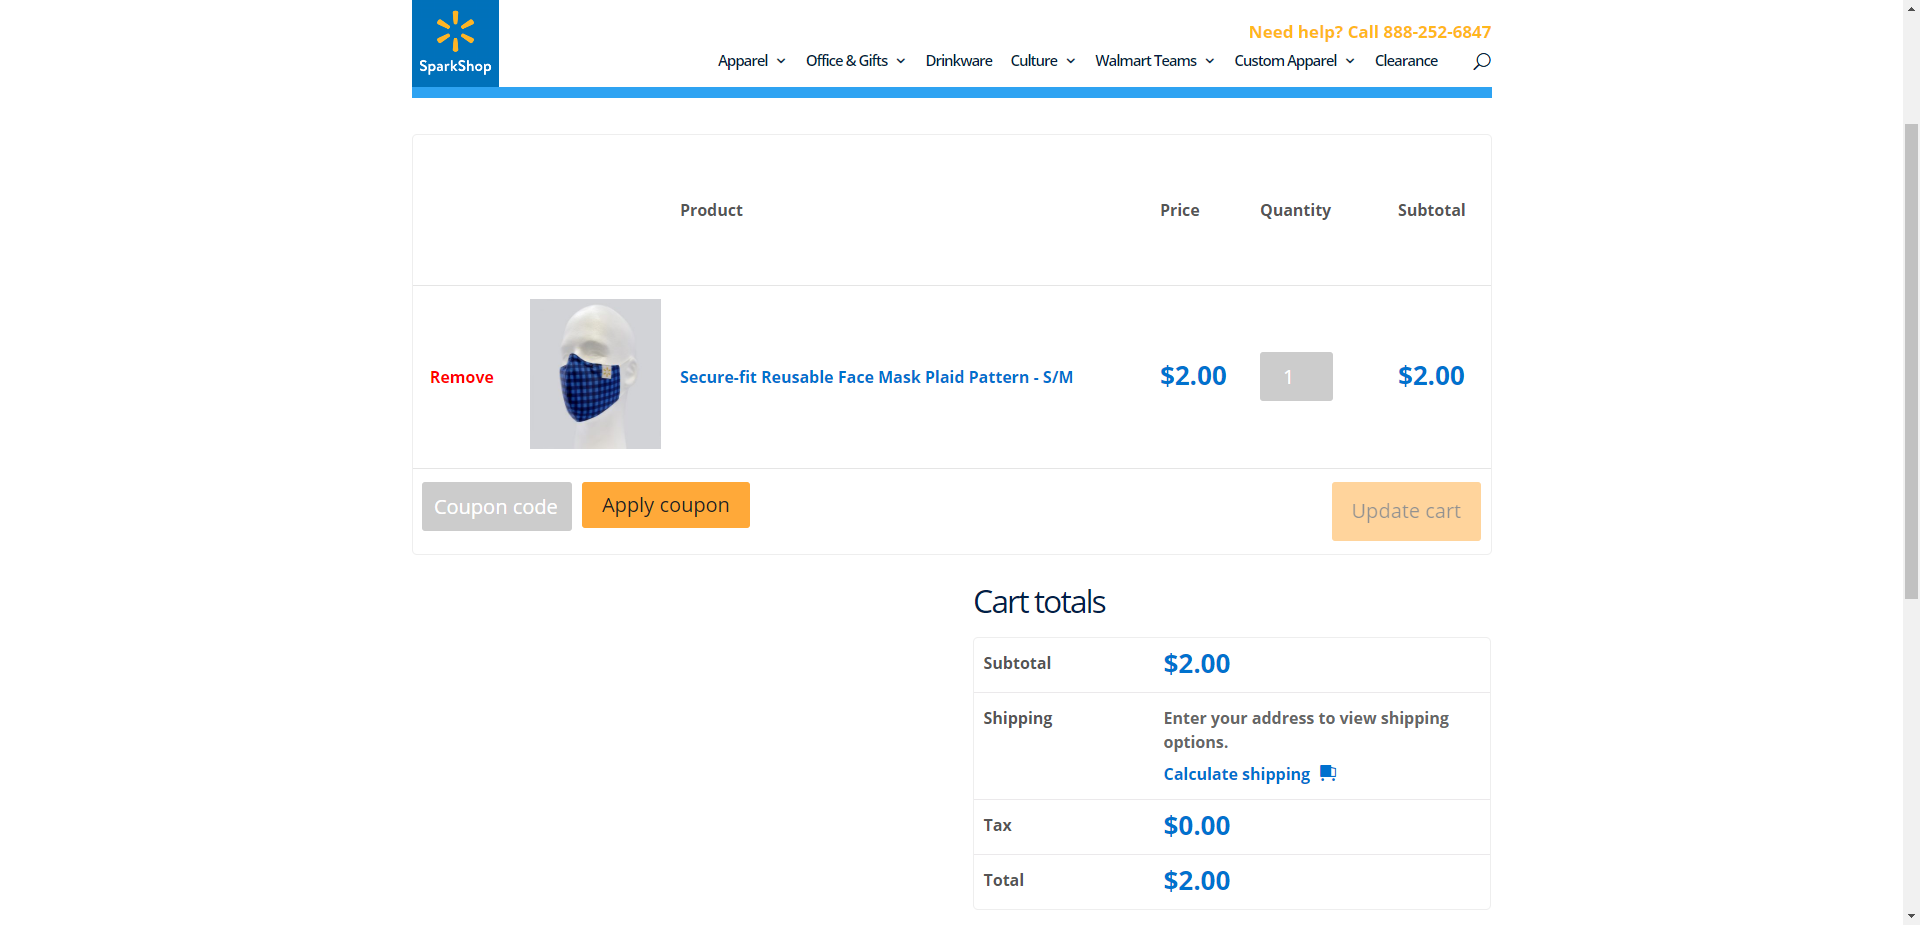 SparkShop
Need help? Call 888-252-6847
Apparel Office & Gifts Drinkware Culture Walmart Teams Custom Apparel Clearance
Product Price Quantity Subtotal
Remove Secure-fit Reusable Face Mask Plaid Pattern - S/M $2.00 1 $2.00
Coupon code Apply coupon Update cart
Cart totals
Subtotal $2.00
Shipping Enter your address to view shipping
options.
Calculate shipping
Tax $0.00
Total $2.00